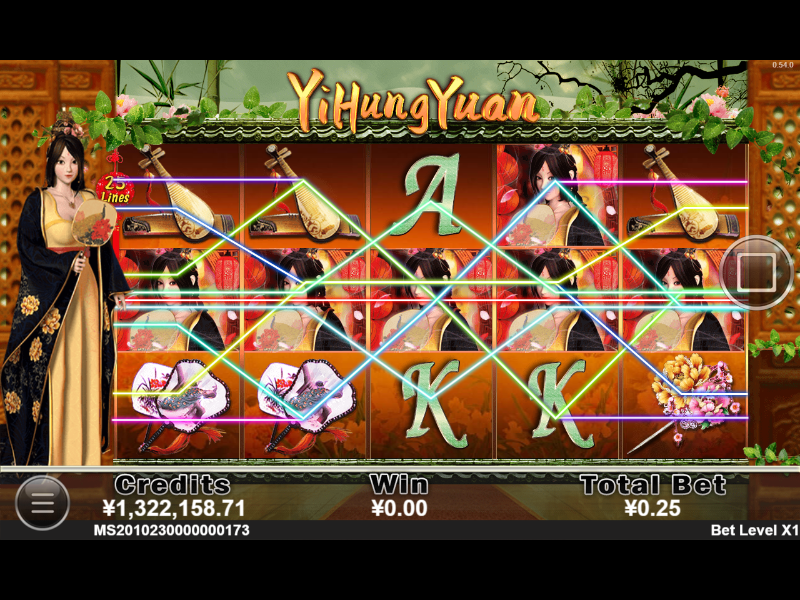 0.54.0
YiHungYuan
25
Lines
A
K K
Credits Win Total Bet
¥1,322,158.71 ¥0.00 ¥0.25
MS2010230000000173 Bet Level X1